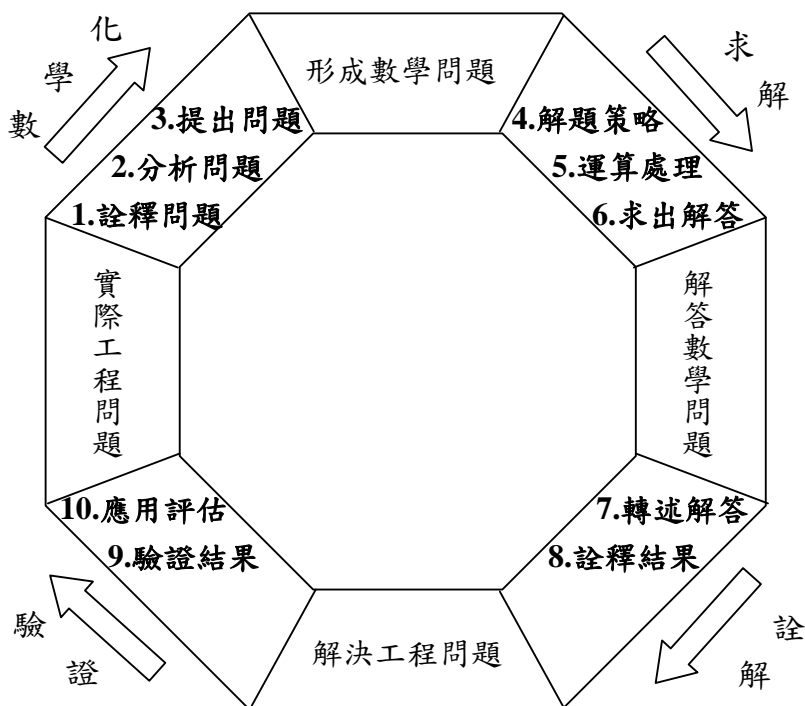 數學化
形成數學問題
求解
3.提出問題
2.分析問題
1.詮釋問題
4.解題策略
5.運算處理
6.求出解答
實際工程問題
解答數學問題
10.應用評估
9.驗證結果
7.轉述解答
8.詮釋結果
驗證
解決工程問題
詮解